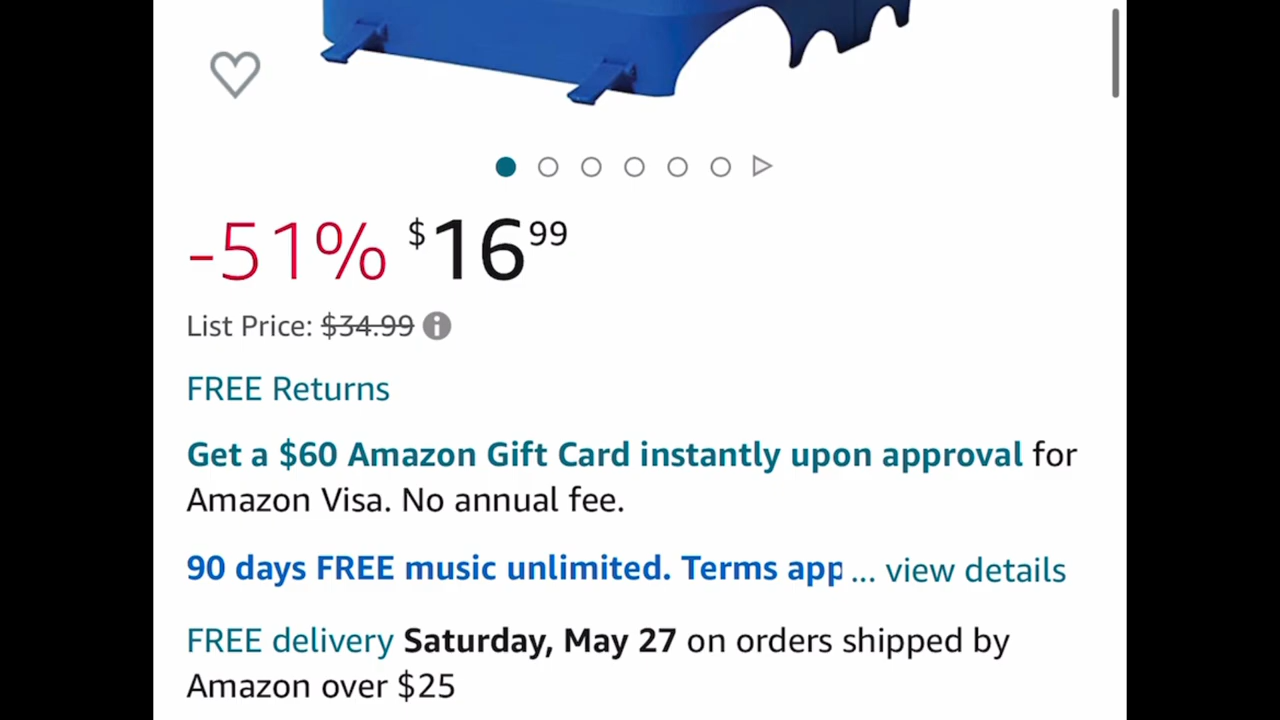 -51% $16 99
List Price: $34.99
FREE Returns
Get a $60 Amazon Gift Card instantly upon approval for
Amazon Visa. No annual fee.
90 days FREE music unlimited. Terms app ... view details
FREE delivery Saturday, May 27 on orders shipped by
Amazon over $25